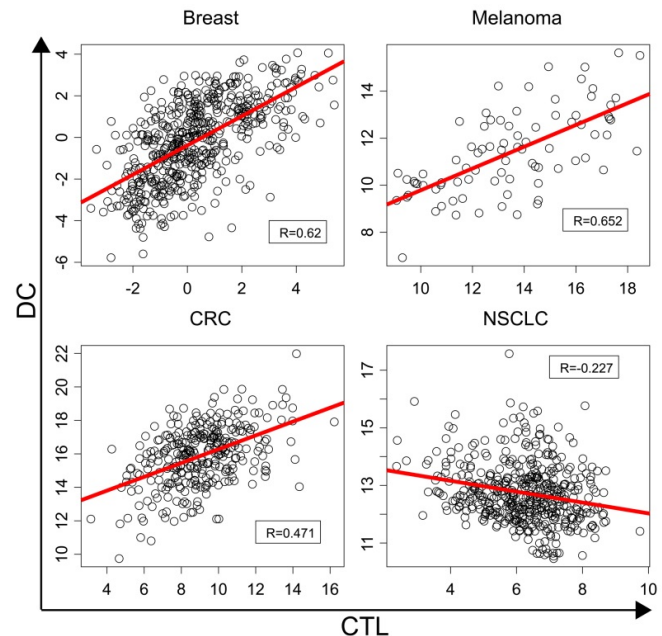 Breast
Melanoma
4
2
0
-2
-4
-6
R=0.62
-2 0 2 4
14
12
10
8
R=0.652
10 12 14 16 18
DC
CRC
NSCLC
22
20
18
16
14
12
10
R=0.471
4 6 8 10 12 14 16
17
15
13
11
R=-0.227
4 6 8 10
CTL